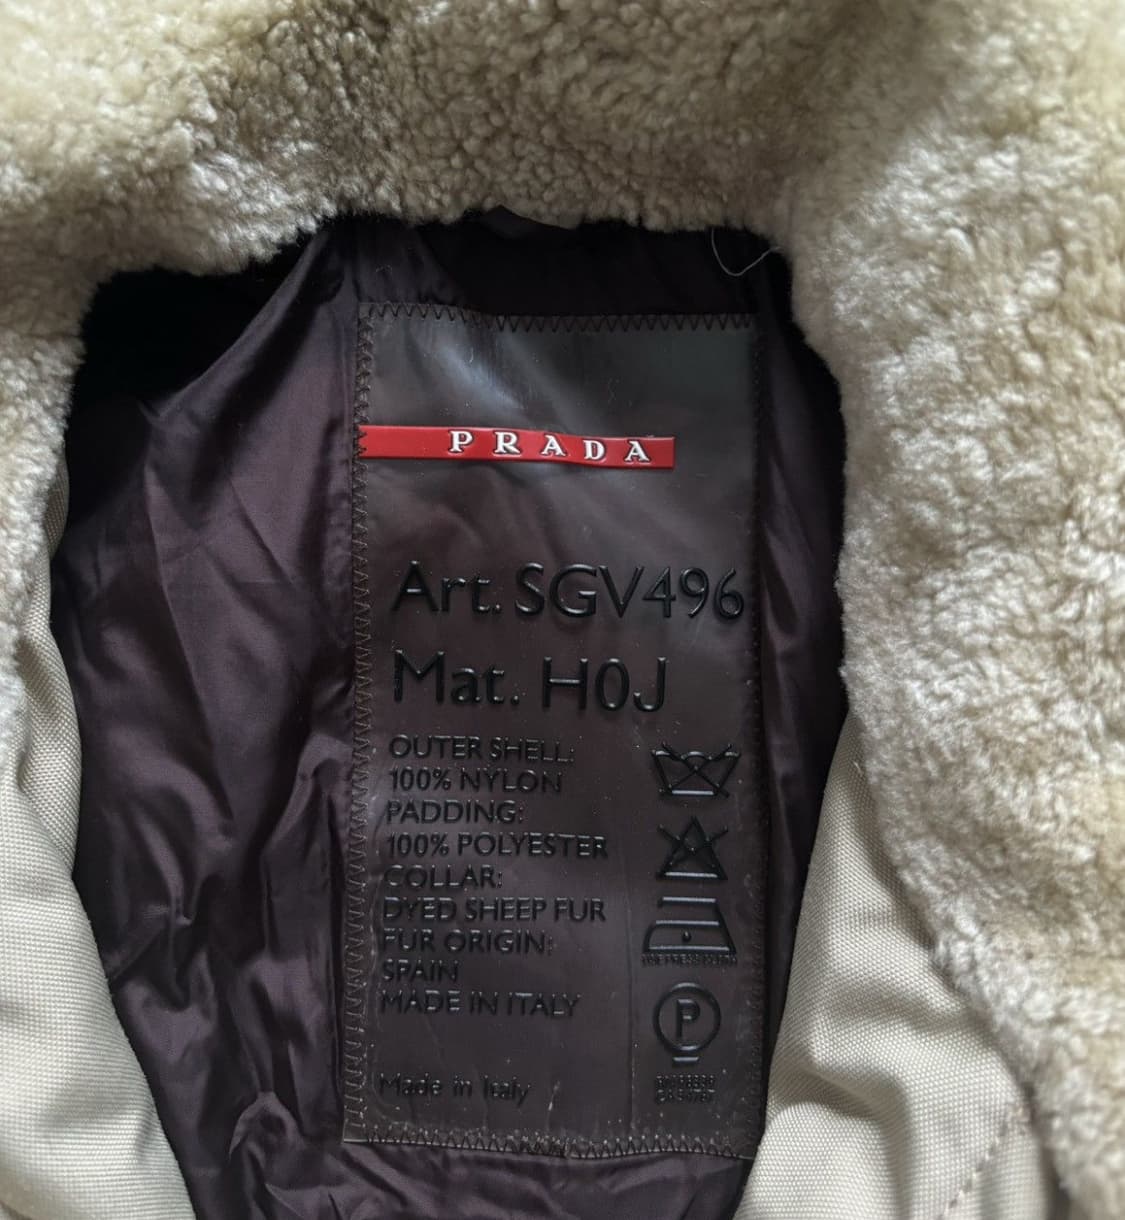 PRADA
Art. SGV496
Mat. H0J
OUTER SHELL:
100% NYLON
PADDING:
100% POLYESTER
COLLAR:
DYED SHEEP FUR
FUR ORIGIN:
SPAIN
MADE IN ITALY
Made in Italy
P